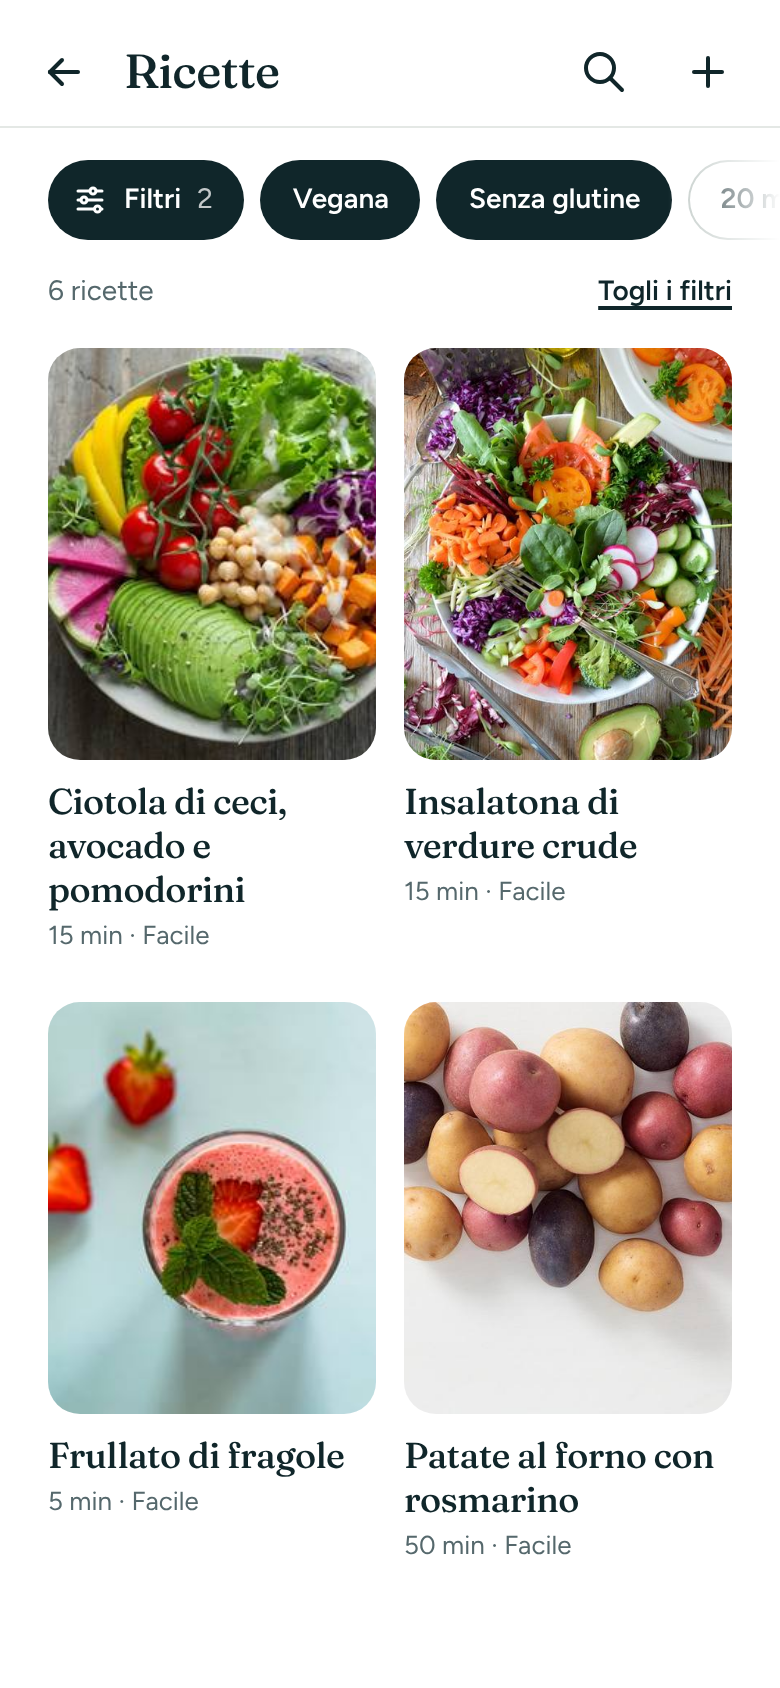 Ricette
Filtri 2
Vegana
Senza glutine
20
6 ricette
Togli i filtri
Ciotola di ceci,
avocado e
pomodorini
15 min · Facile
Insalatona di
verdure crude
15 min · Facile
Frullato di fragole
5 min · Facile
Patate al forno con
rosmarino
50 min · Facile